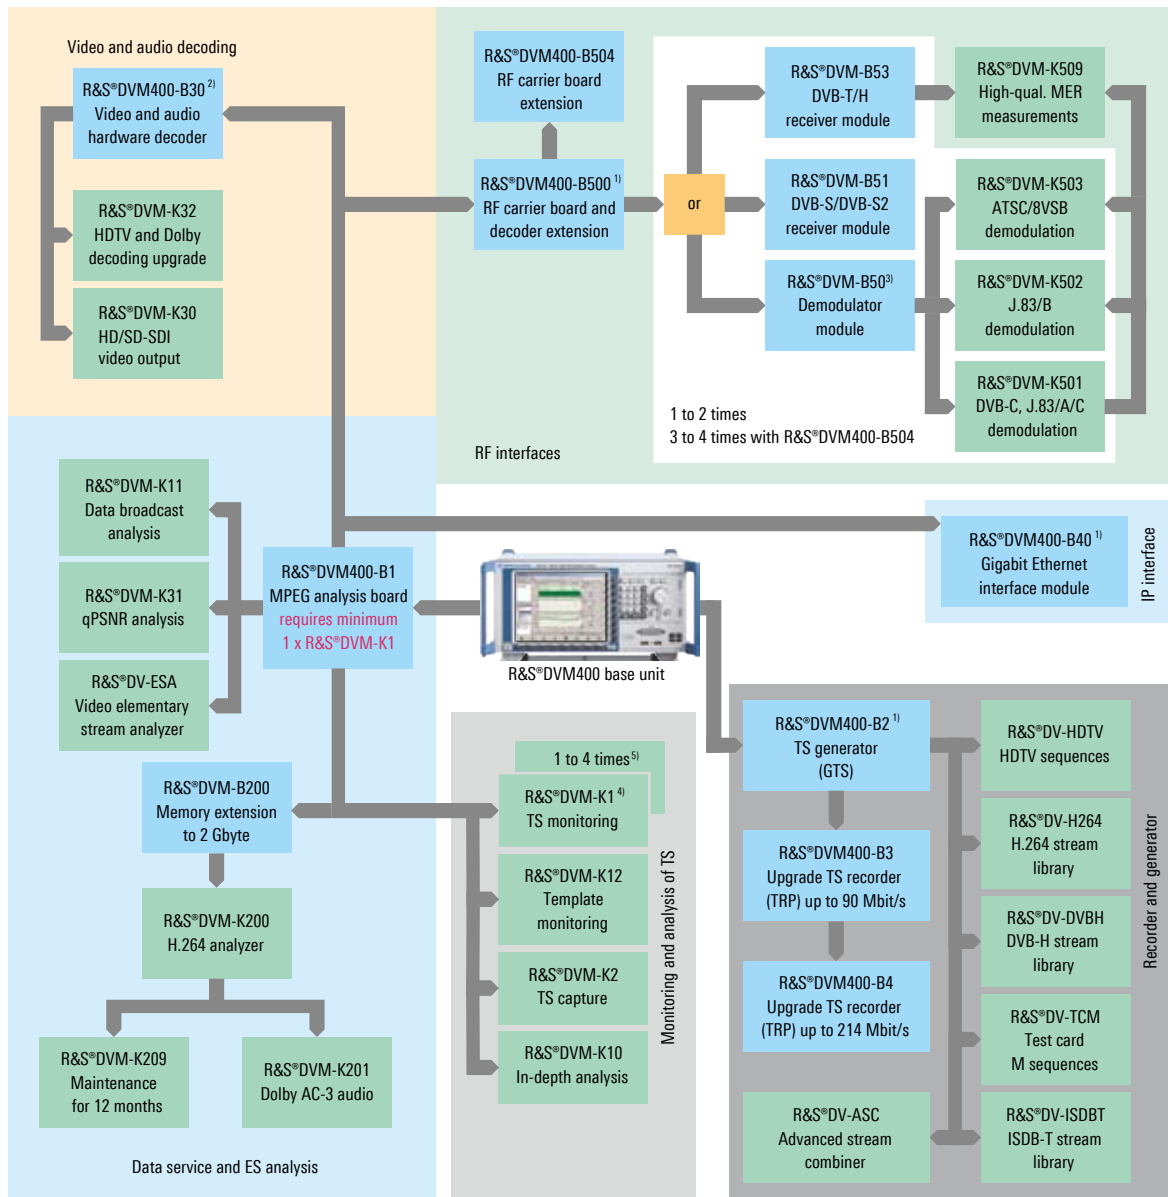 Video and audio decoding
R&S®DVM400-B30 2)
Video and audio
hardware decoder
R&S®DVM-K32
HDTV and Dolby
decoding upgrade
R&S®DVM-K30
HD/SD-SDI
video output
R&S®DVM400-B504
RF carrier board
extension
R&S®DVM400-B500 1)
RF carrier board and
decoder extension
or
R&S®DVM-B53
DVB-T/H
receiver module
R&S®DVM-B51
DVB-S/DVB-S2
receiver module
R&S®DVM-B50 3)
Demodulator
module
R&S®DVM-K509
High-qual. MER
measurements
R&S®DVM-K503
ATSC/8VSB
demodulation
R&S®DVM-K502
J.83/B
demodulation
R&S®DVM-K501
DVB-C, J.83/A/C
demodulation
1 to 2 times
3 to 4 times with R&S®DVM400-B504
RF interfaces
R&S®DVM-K11
Data broadcast
analysis
R&S®DVM-K31
qPSNR analysis
R&S®DV-ESA
Video elementary
stream analyzer
R&S®DVM400-B1
MPEG analysis board
requires minimum
1 x R&S®DVM-K1
R&S®DVM400 base unit
R&S®DVM400-B40 1)
Gigabit Ethernet
interface module
IP interface
R&S®DVM-B200
Memory extension
to 2 Gbyte
R&S®DVM-K200
H.264 analyzer
R&S®DVM-K209
Maintenance
for 12 months
R&S®DVM-K201
Dolby AC-3 audio
Data service and ES analysis
1 to 4 times 5)
R&S®DVM-K1 4)
TS monitoring
R&S®DVM-K12
Template
monitoring
R&S®DVM-K2
TS capture
R&S®DVM-K10
In-depth analysis
Monitoring and analysis of TS
R&S®DVM400-B2 1)
TS generator
(GTS)
R&S®DVM400-B3
Upgrade TS recorder
(TRP) up to 90 Mbit/s
R&S®DVM400-B4
Upgrade TS recorder
(TRP) up to 214 Mbit/s
R&S®DV-ASC
Advanced stream
combiner
R&S®DV-HDTV
HDTV sequences
R&S®DV-H264
H.264 stream
library
R&S®DV-DVBH
DVB-H stream
library
R&S®DV-TCM
Test card
M sequences
R&S®DV-ISDBT
ISDB-T stream
library
Recorder and generator